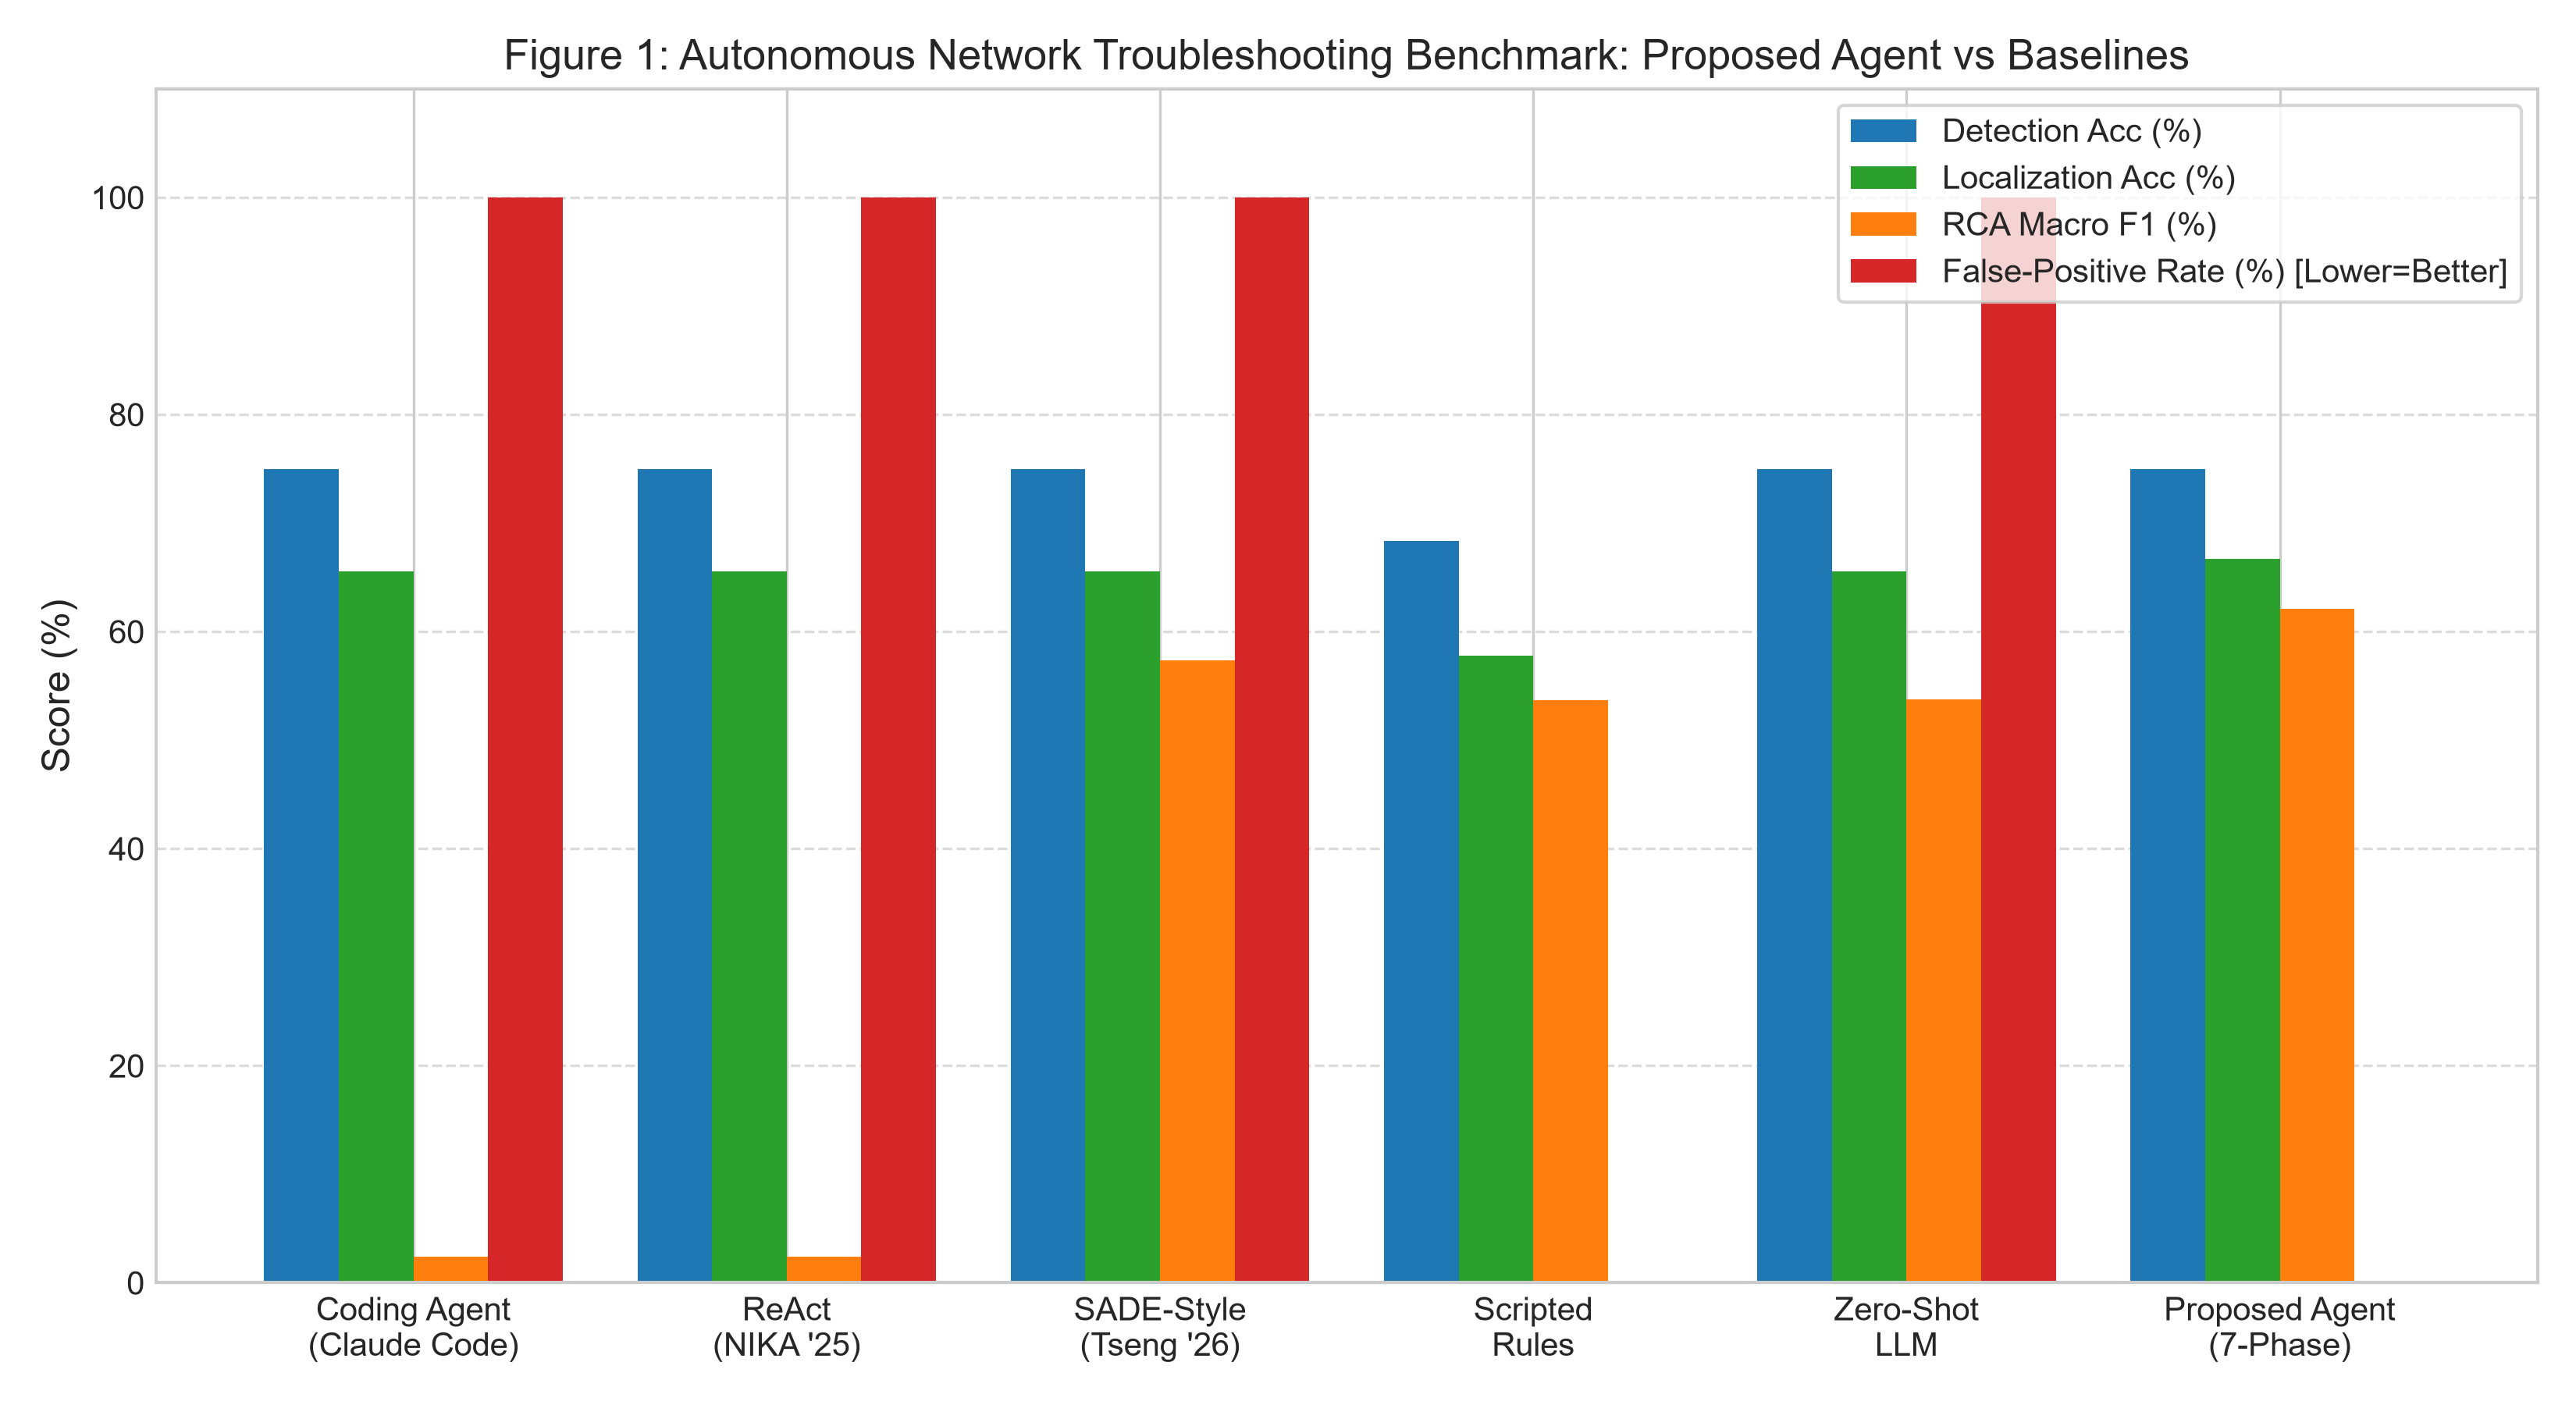 Figure 1: Autonomous Network Troubleshooting Benchmark: Proposed Agent vs Baselines
Detection Acc (%)
Localization Acc (%)
RCA Macro F1 (%)
False-Positive Rate (%) [Lower=Better]
Score (%)
100
80
60
40
20
0
Coding Agent
(Claude Code)
ReAct
(NIKA '25)
SADE-Style
(Tseng '26)
Scripted
Rules
Zero-Shot
LLM
Proposed Agent
(7-Phase)